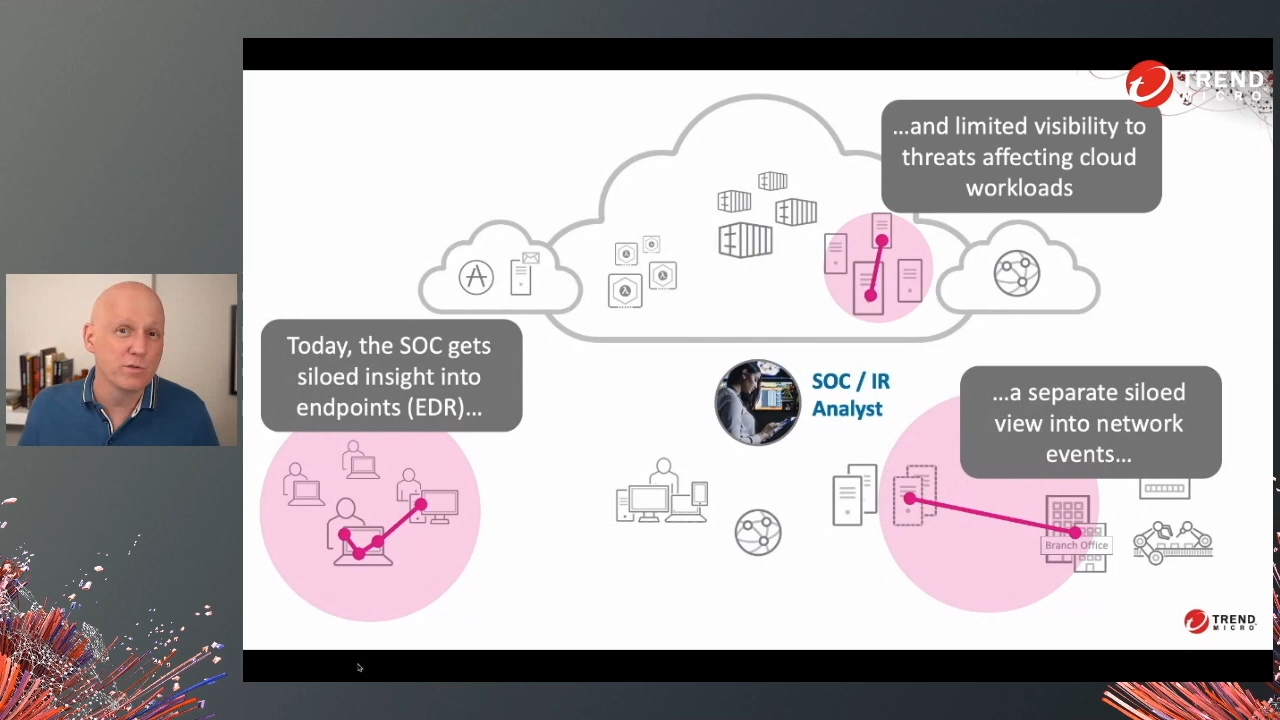 TREND
MICRO
...and limited visibility to
threats affecting cloud
workloads
Today, the SOC gets
siloed insight into
endpoints (EDR)...
SOC / IR
Analyst
...a separate siloed
view into network
events...
Branch Office
TREND
MICRO